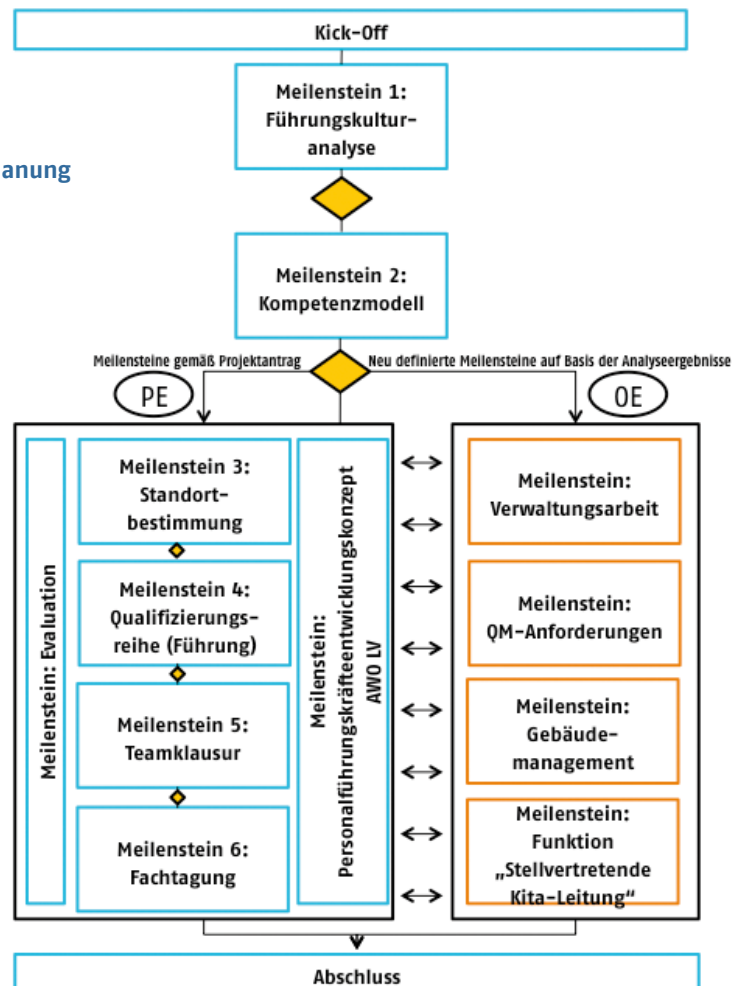 Kick-Off
Meilenstein 1:
Führungskultur-
analyse
anung
Meilenstein 2:
Kompetenzmodell
Meilensteine gemäß Projektantrag
Neu definierte Meilensteine auf Basis der Analyseergebnisse
PE
OE
Meilenstein: Evaluation
Meilenstein 3:
Standort-
bestimmung
Meilenstein 4:
Qualifizierungs-
reihe (Führung)
Meilenstein 5:
Teamklausur
Meilenstein 6:
Fachtagung
Meilenstein:
Personalführungskräfteentwicklungskonzept
AWO LV
Meilenstein:
Verwaltungsarbeit
Meilenstein:
QM-Anforderungen
Meilenstein:
Gebäude-
management
Meilenstein:
Funktion
„Stellvertretende
Kita-Leitung“
Abschluss